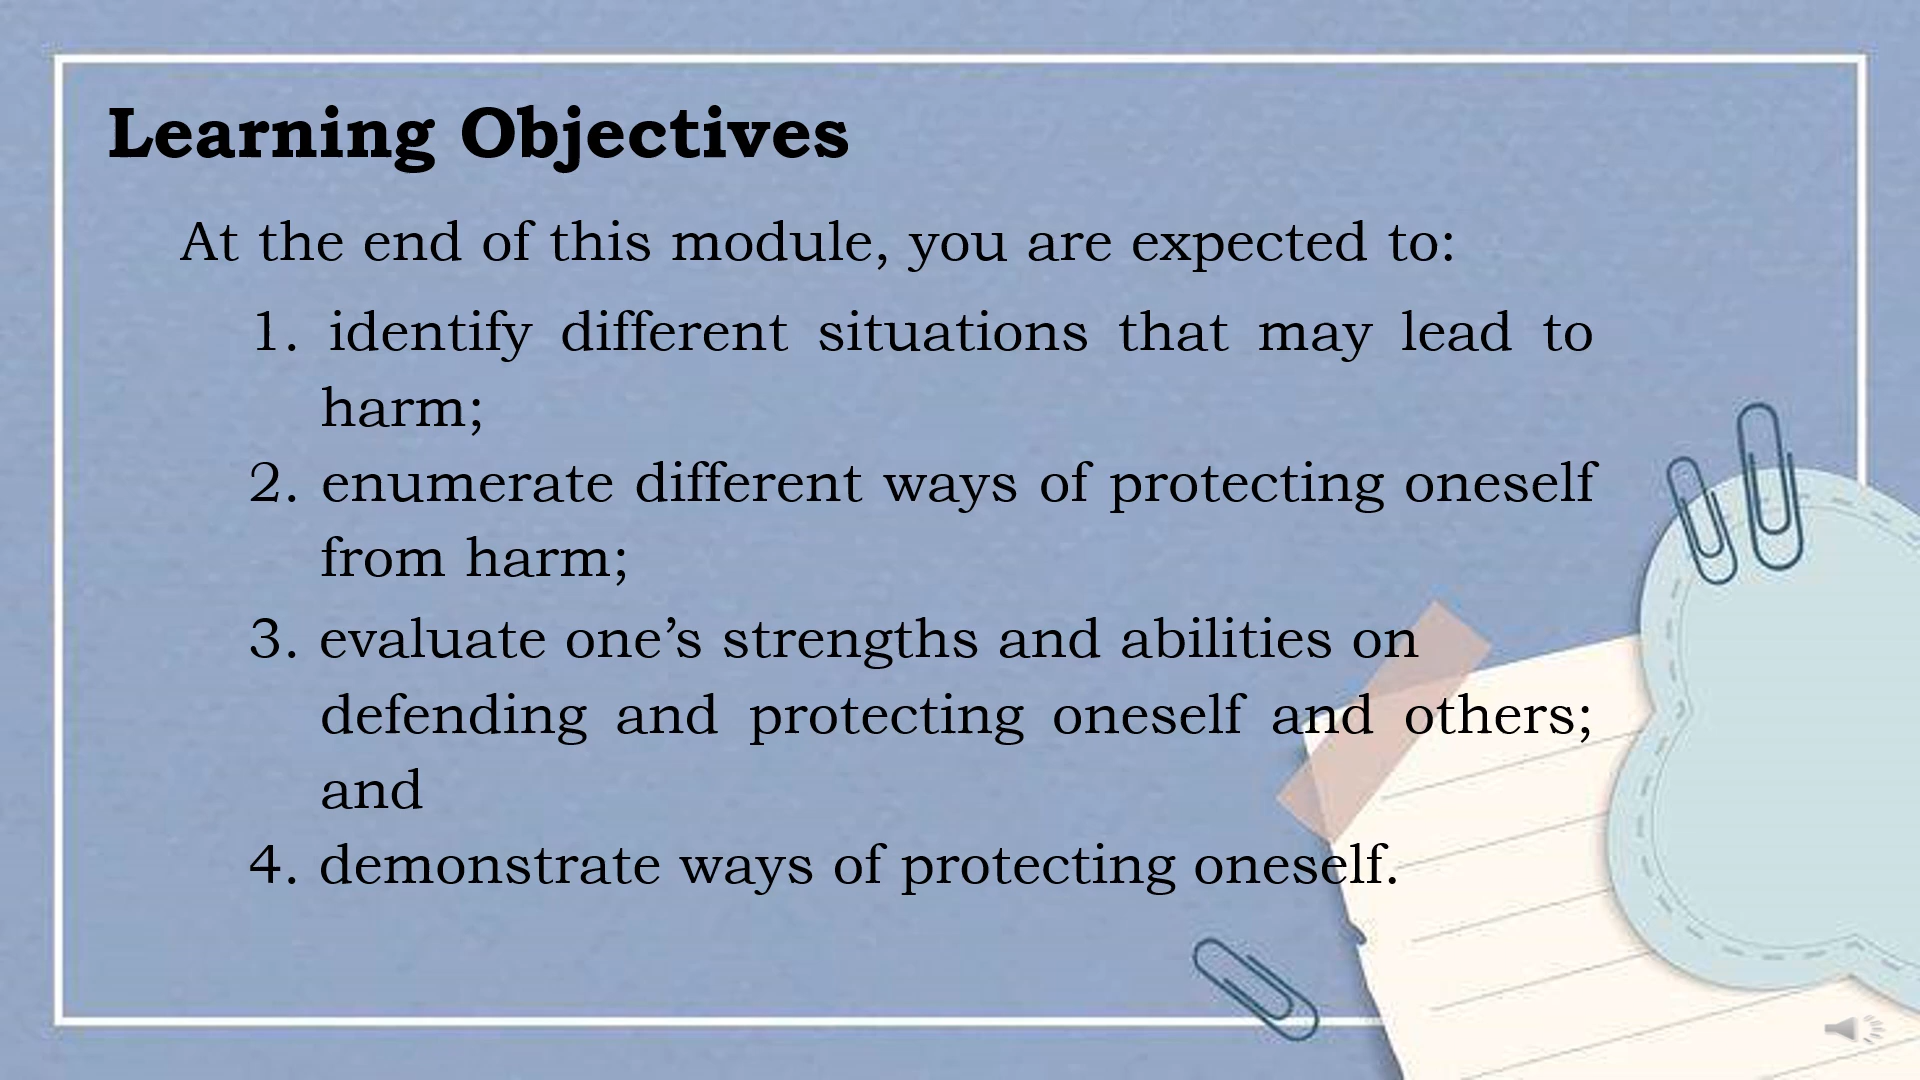 Learning Objectives
At the end of this module, you are expected to:
1. identify different situations that may lead to
harm;
2. enumerate different ways of protecting oneself
from harm;
3. evaluate one’s strengths and abilities on
defending and protecting oneself and others;
and
4. demonstrate ways of protecting oneself.